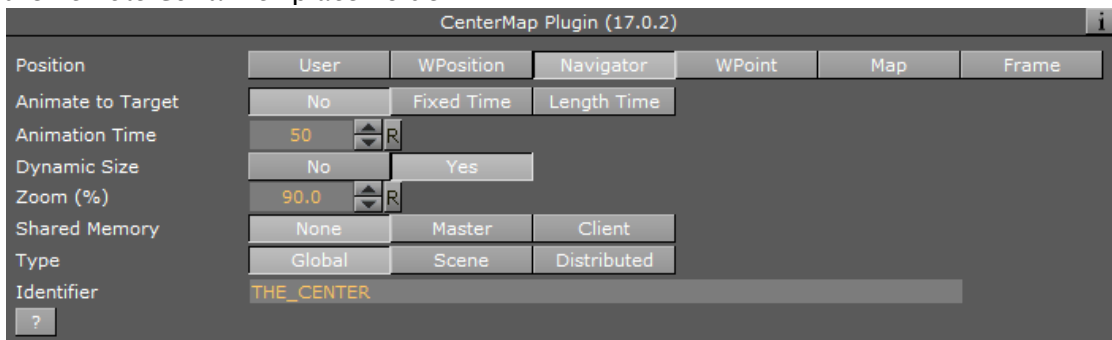 CenterMap Plugin (17.0.2) i
Position User WPosition Navigator WPoint Map Frame
Animate to Target No Fixed Time Length Time
Animation Time 50 R
Dynamic Size No Yes
Zoom (%) 90.0 R
Shared Memory None Master Client
Type Global Scene Distributed
Identifier THE_CENTER
?